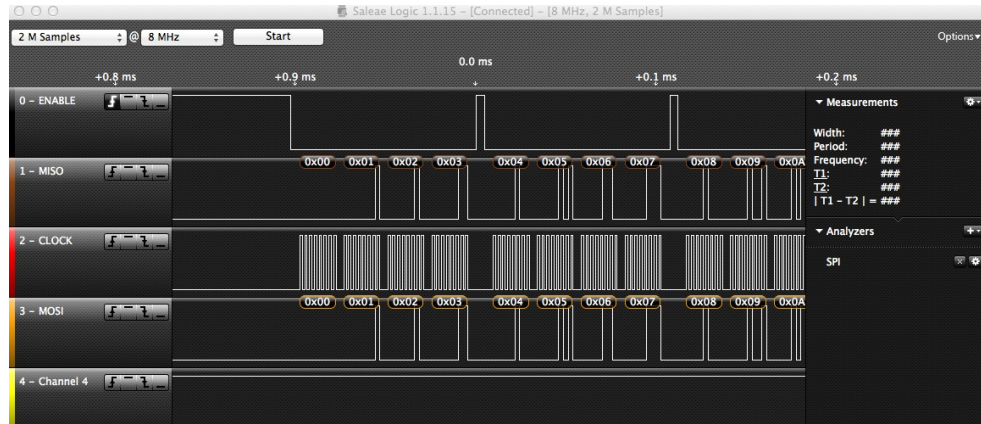 Saleae Logic 1.1.15 – [Connected] – [8 MHz, 2 M Samples]
2 M Samples @ 8 MHz Start Options
0.0 ms
+0.8 ms +0.9 ms +0.1 ms +0.2 ms
0 – ENABLE
Measurements
Width: ###
Period: ###
Frequency: ###
T1: ###
T2: ###
| T1 – T2 | = ###
0x00 0x01 0x02 0x03 0x04 0x05 0x06 0x07 0x08 0x09 0x0A
1 – MISO
2 – CLOCK
Analyzers
SPI
0x00 0x01 0x02 0x03 0x04 0x05 0x06 0x07 0x08 0x09 0x0A
3 – MOSI
4 – Channel 4